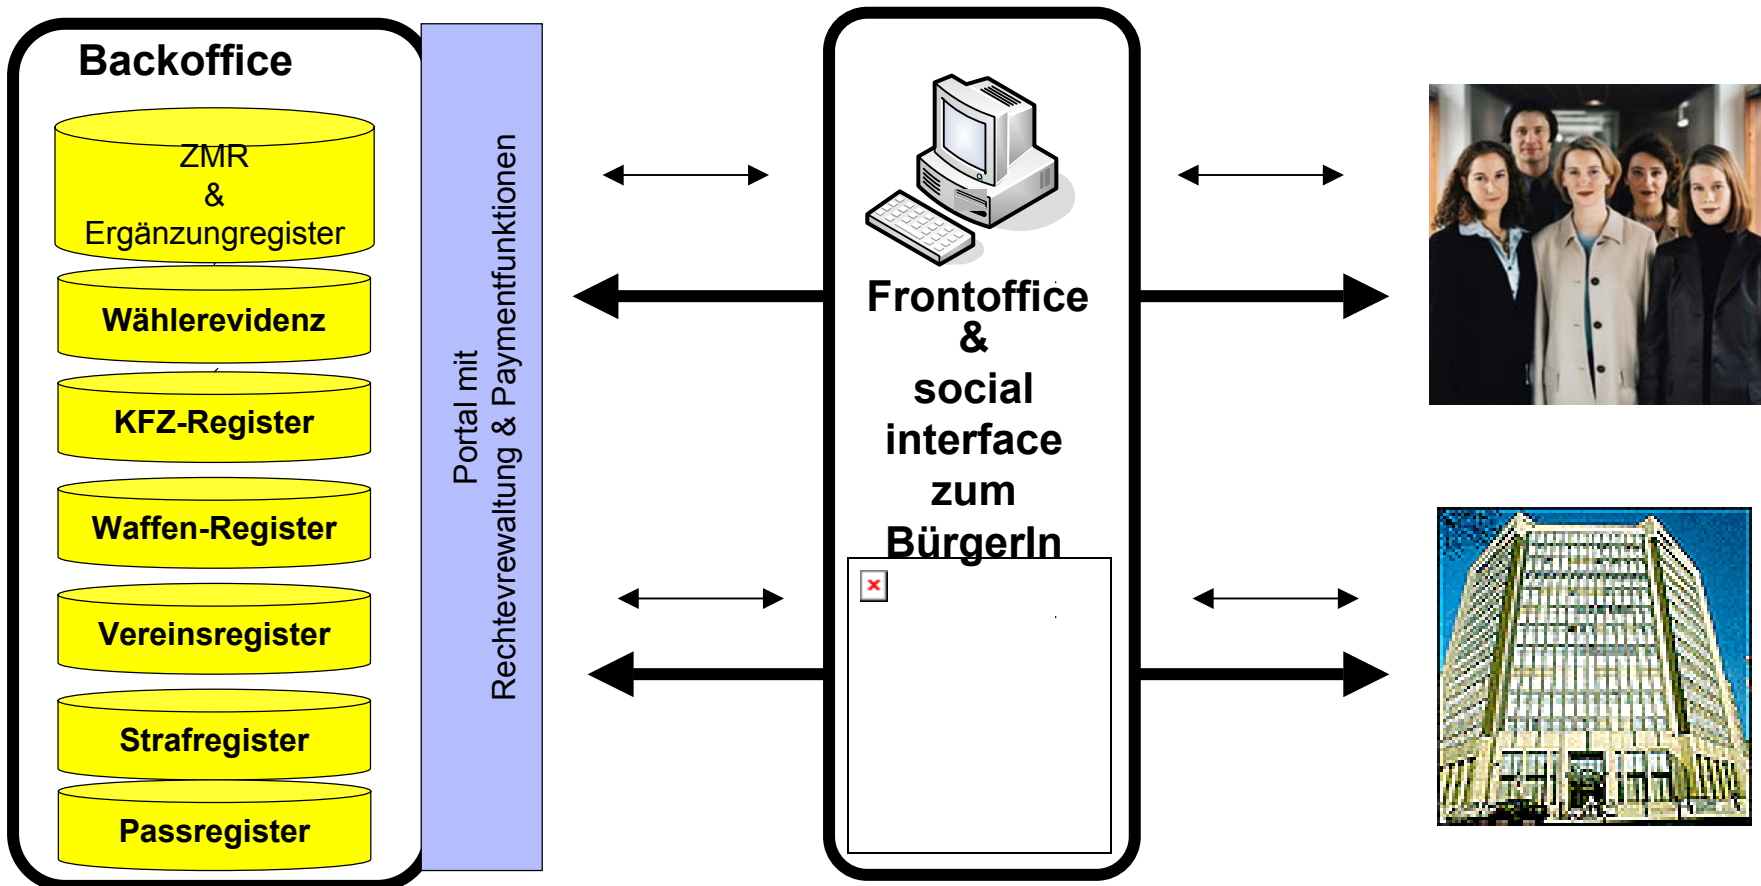 Backoffice
ZMR
&
Ergänzungregister
Wählerevidenz
KFZ-Register
Waffen-Register
Vereinsregister
Strafregister
Passregister
Portal mit
Rechtevrewaltung & Paymentfunktionen
Frontoffice
&
social
interface
zum
BürgerIn